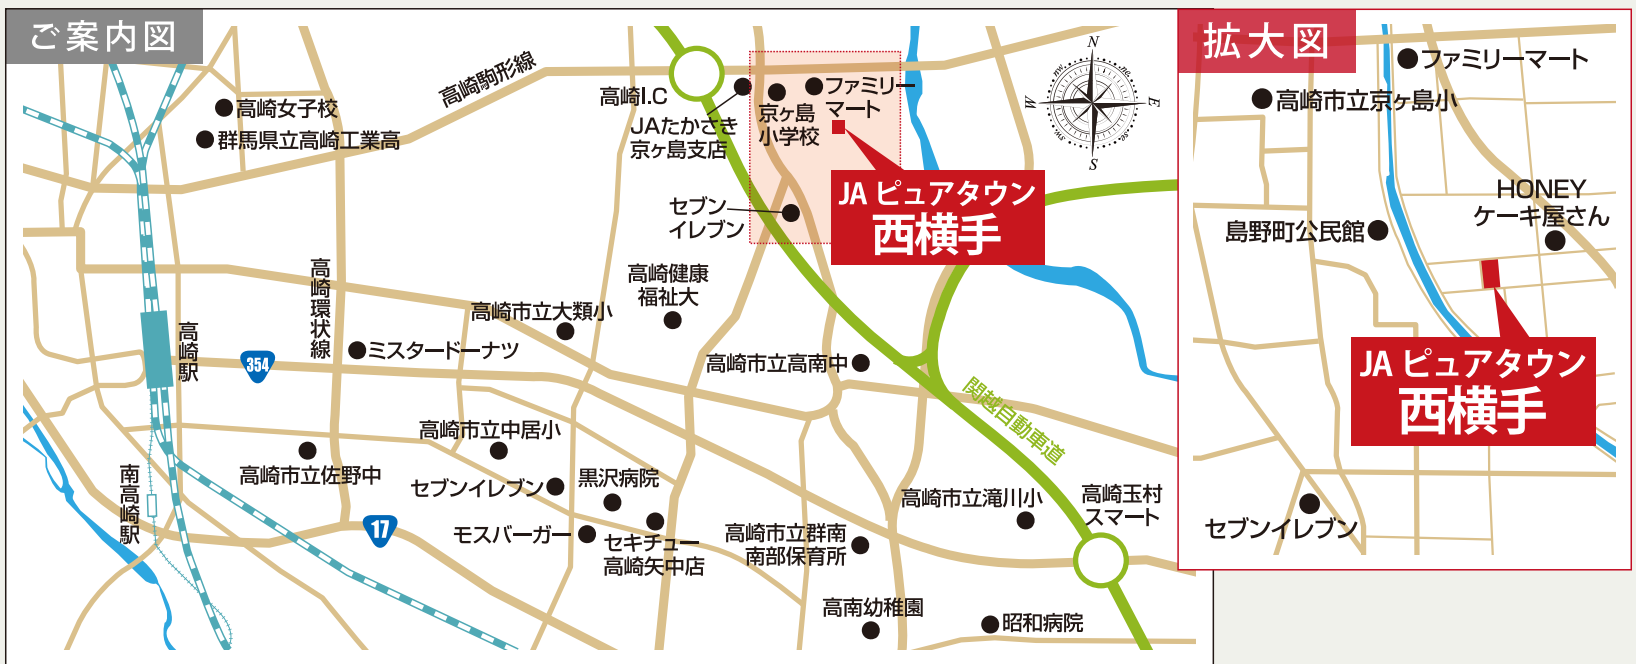 ご案内図
高崎女子校
群馬県立高崎工業高
高崎駒形線
高崎I.C
JAたかさき
京ヶ島支店
京ヶ島
小学校
ファミリー
マート
JA ピュアタウン
西横手
セブン
イレブン
N
E
S
W
nw.
ne.
sw.
se.
高崎環状線
高崎駅
354
ミスタードーナツ
高崎市立大類小
高崎健康
福祉大
高崎市立高南中
関越自動車道
高崎市立中居小
高崎市立佐野中
南高崎駅
17
セブンイレブン
黒沢病院
モスバーガー
セキチュー
高崎矢中店
高崎市立群南
南部保育所
高崎市立滝川小
高崎玉村
スマート
高南幼稚園
昭和病院
拡大図
ファミリーマート
高崎市立京ヶ島小
HONEY
ケーキ屋さん
島野町公民館
JA ピュアタウン
西横手
セブンイレブン